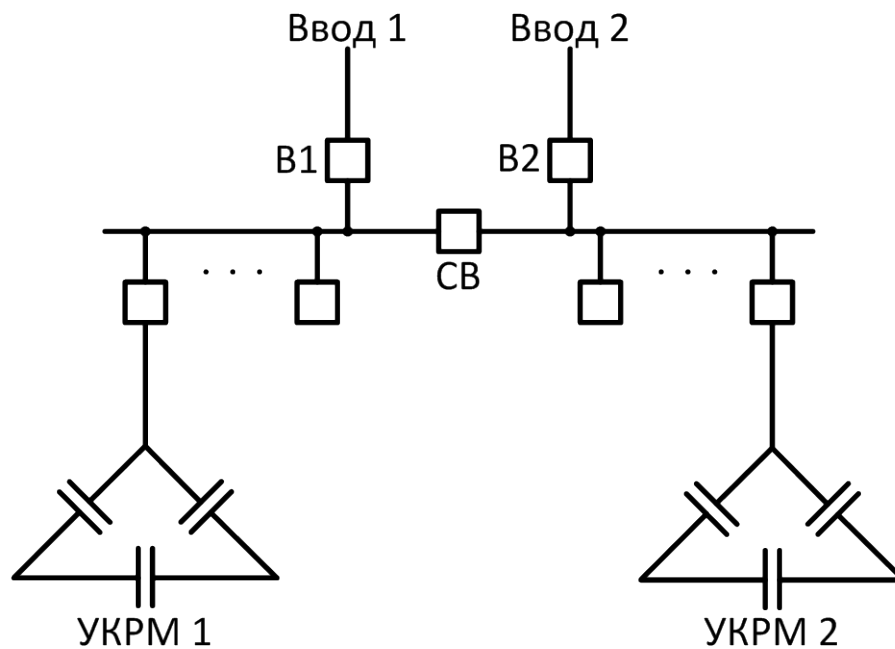 Ввод 1
Ввод 2
В1
В2
СВ
. . .
. . .
УКРМ 1
УКРМ 2